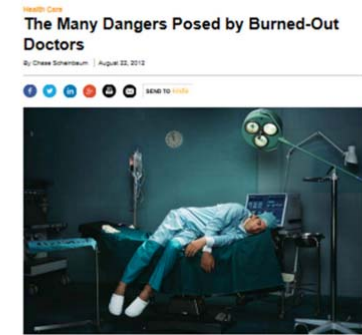 Health Care
The Many Dangers Posed by Burned-Out
Doctors
By Chase Scheinbaum | August 22, 2012
SEND TO